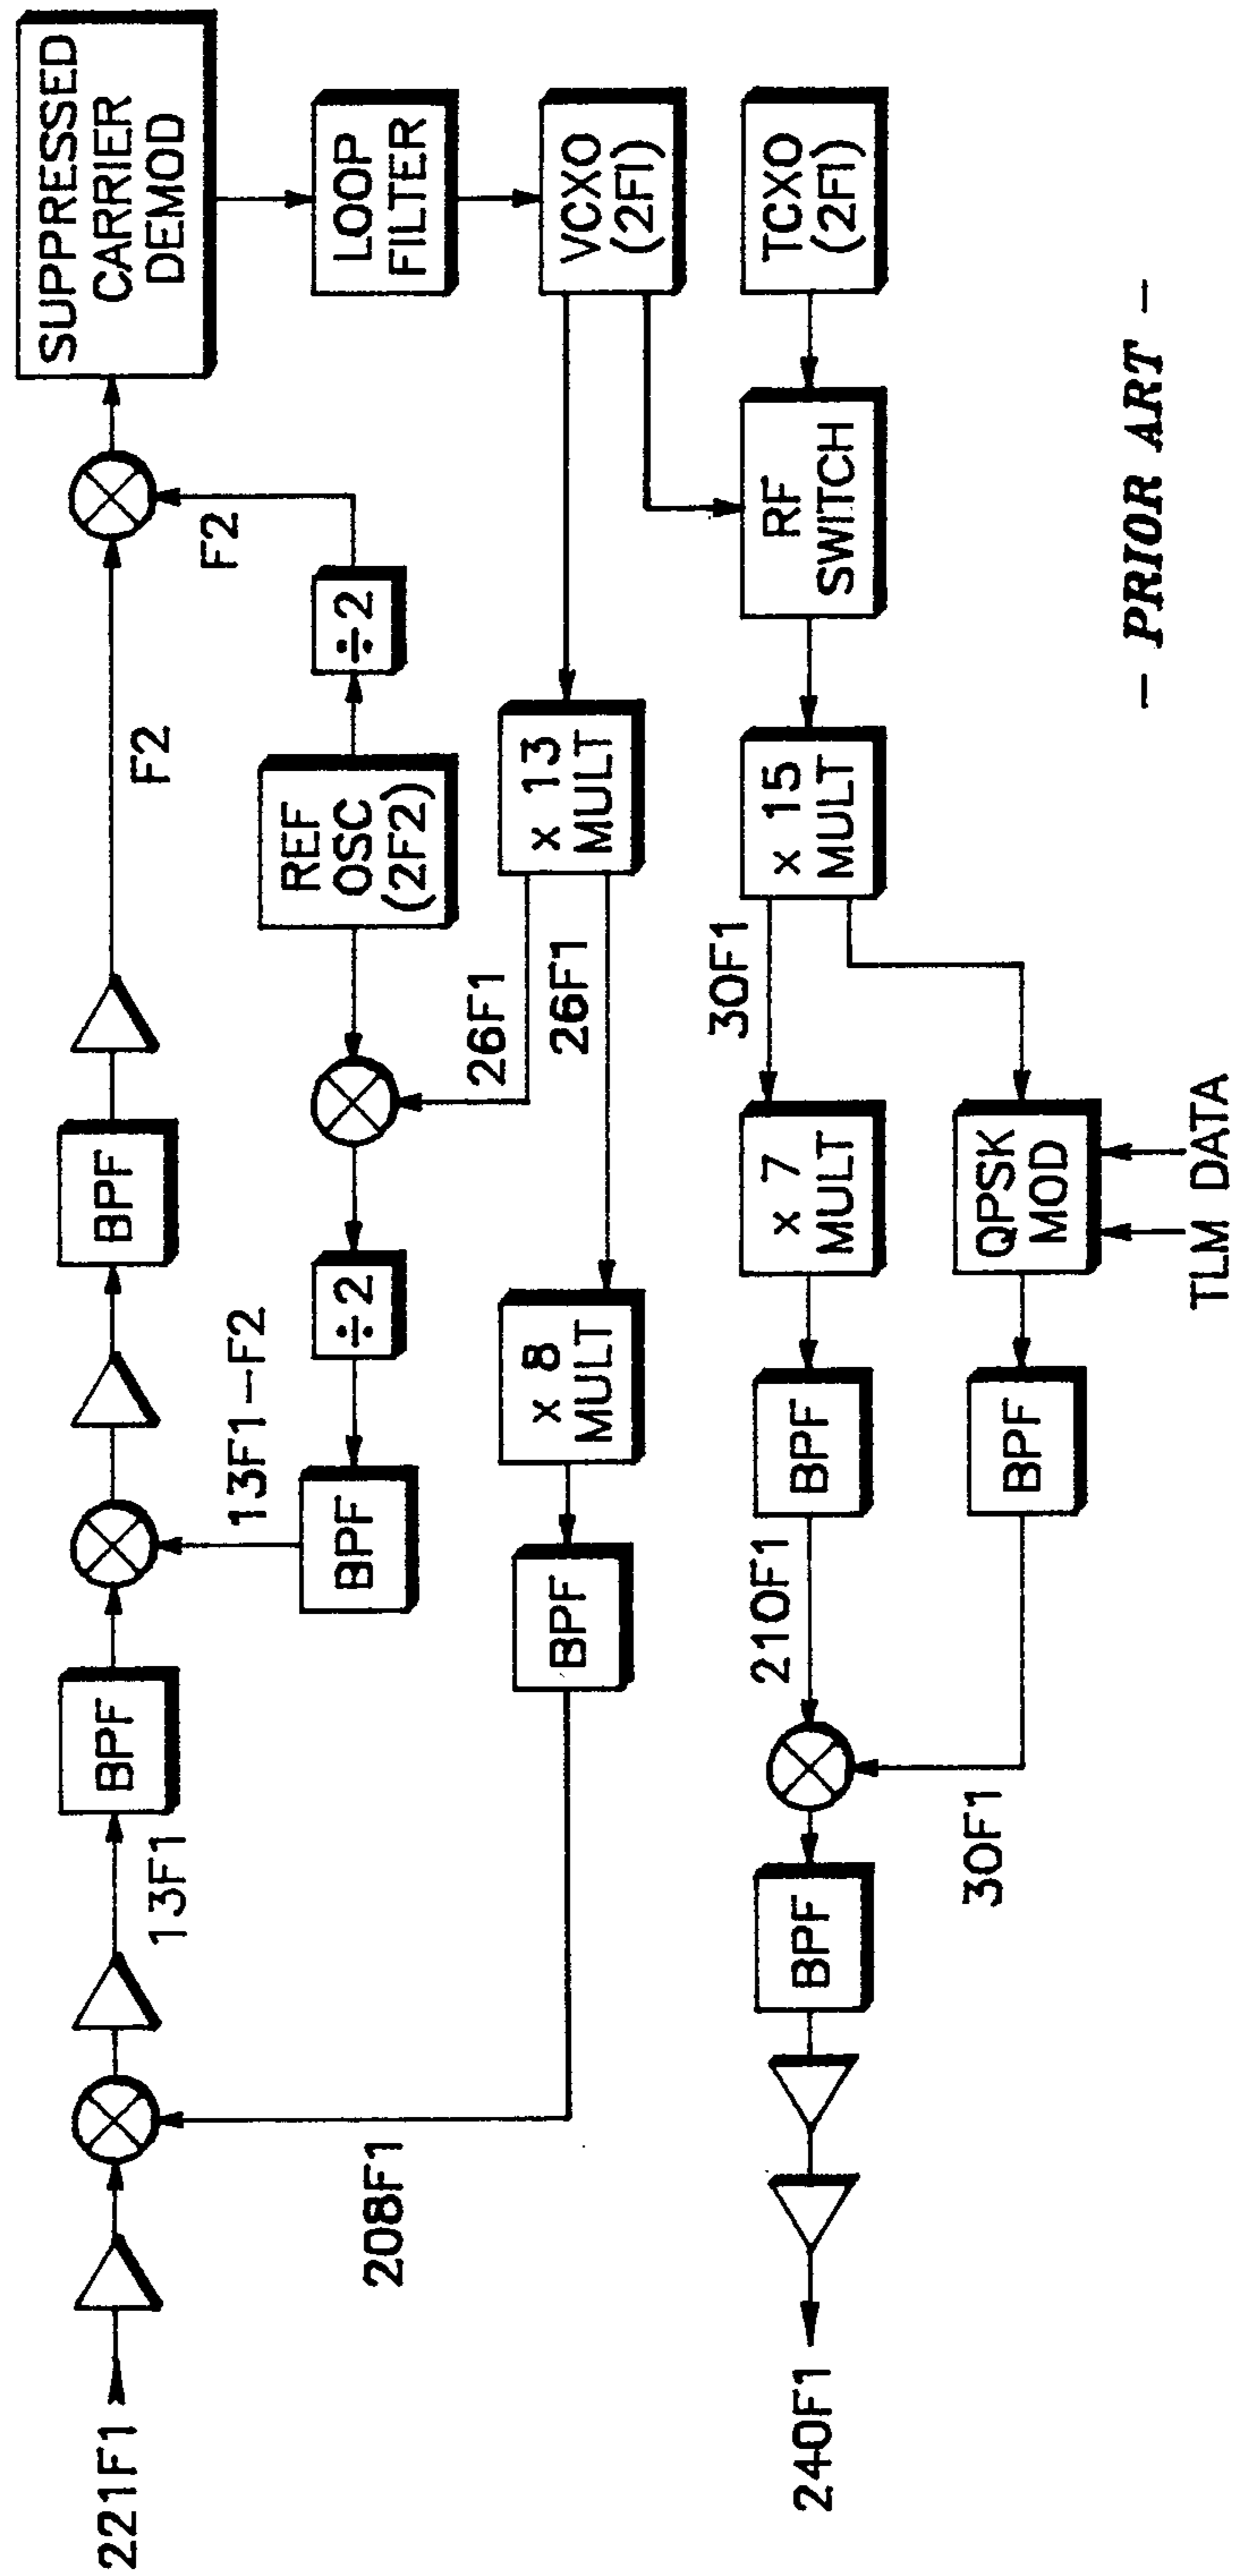 221F1
13F1
BPF
BPF
F2
SUPPRESSED
CARRIER
DEMOD
208F1
13F1-F2
BPF
÷2
REF
OSC
(2F2)
÷2
F2
LOOP
FILTER
26F1
26F1
BPF
x 8
MULT
x 13
MULT
VCXO
(2F1)
240F1
BPF
210F1
BPF
x 7
MULT
30F1
x 15
MULT
RF
SWITCH
TCXO
(2F1)
30F1
BPF
QPSK
MOD
TLM DATA
- PRIOR ART -